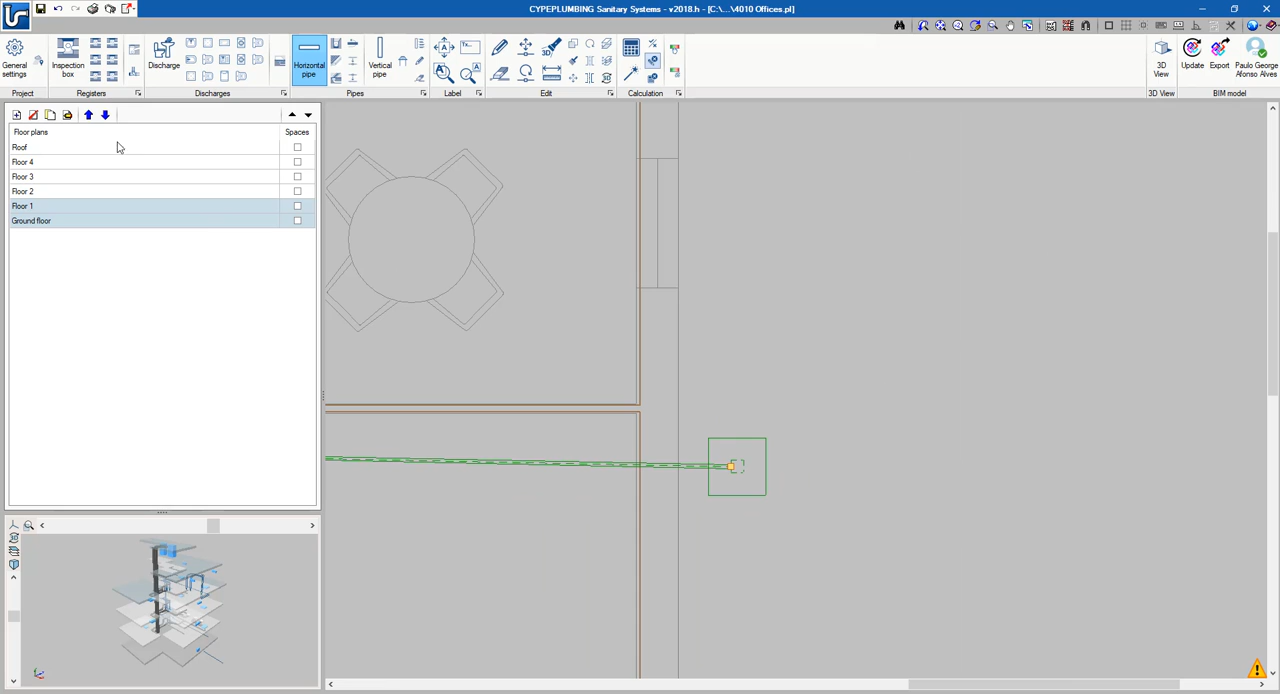 CYPEPLUMBING Sanitary Systems - v2018.h - [C:\...\4010 Offices.pl]
General settings
Inspection box
Discharge
Horizontal pipe
Vertical pipe
Tx...
3D
3D View
Update
Export
Paulo George Afonso Alves
Project
Registers
Discharges
Pipes
Label
Edit
Calculation
3D View
BIM model
Floor plans
Spaces
Roof
Floor 4
Floor 3
Floor 2
Floor 1
Ground floor